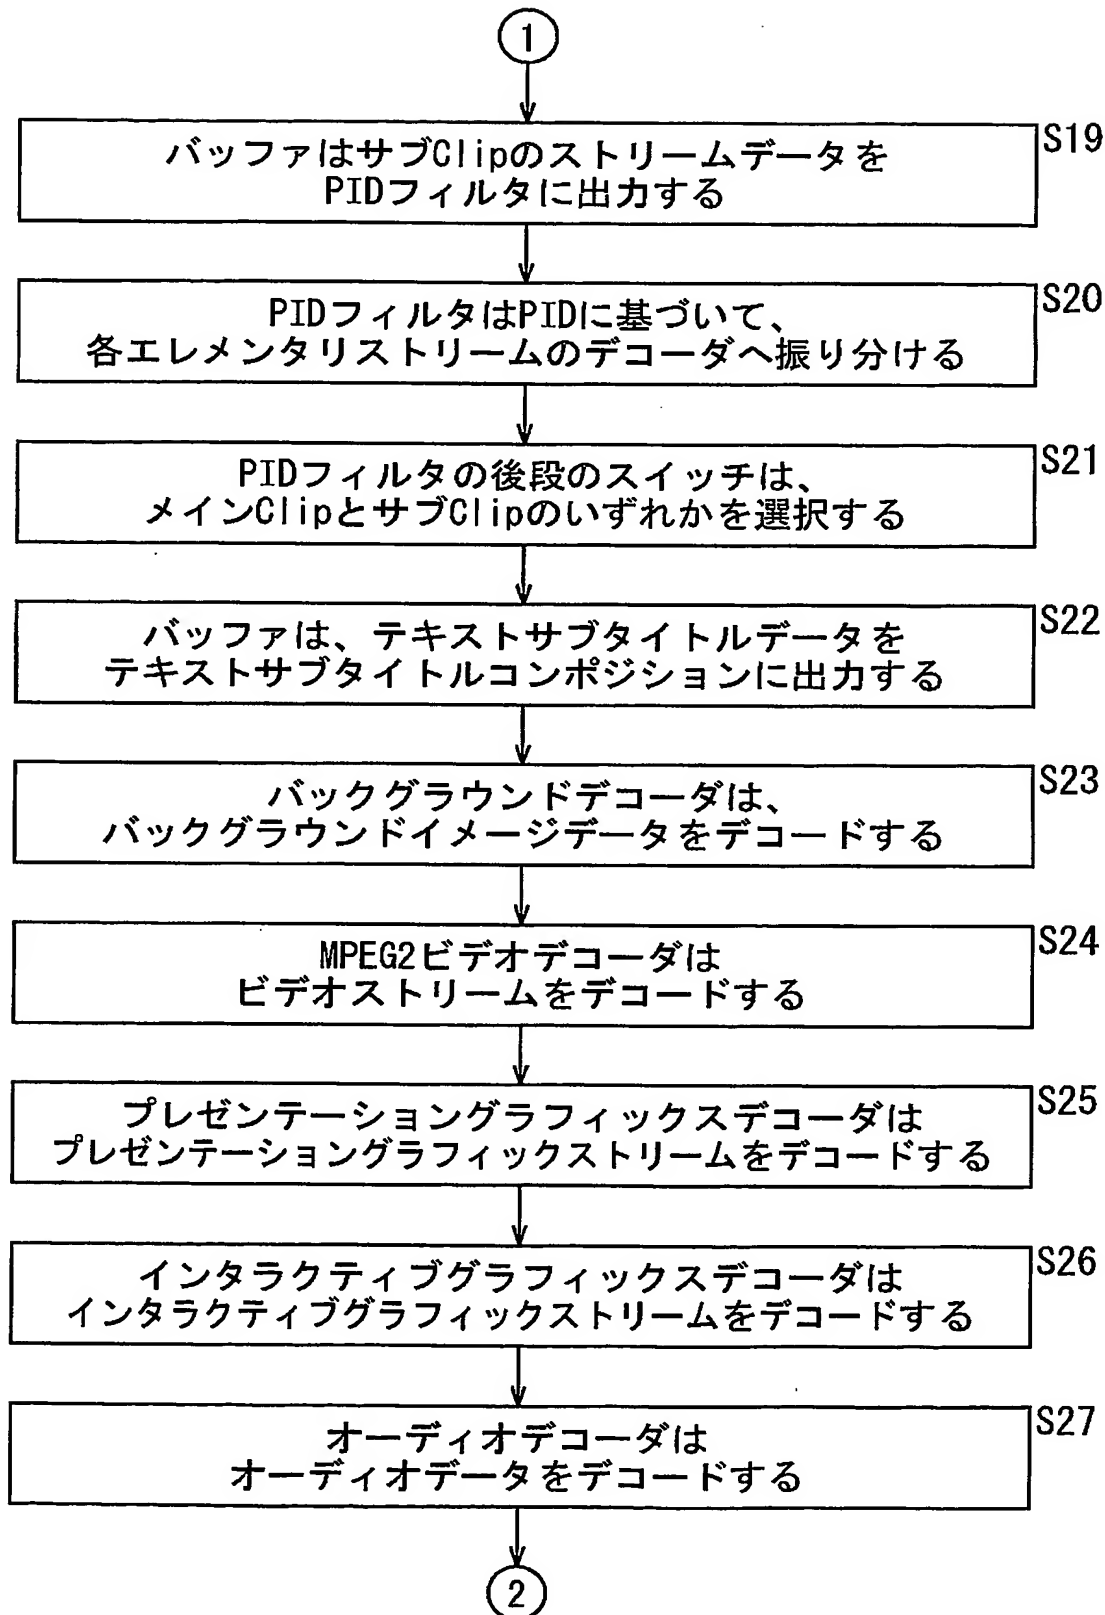 1
S19
バッファはサブClipのストリームデータを
PIDフィルタに出力する
S20
PIDフィルタはPIDに基づいて、
各エレメンタリストリームのデコーダへ振り分ける
S21
PIDフィルタの後段のスイッチは、
メインClipとサブClipのいずれかを選択する
S22
バッファは、テキストサブタイトルデータを
テキストサブタイトルコンポジションに出力する
S23
バックグラウンドデコーダは、
バックグラウンドイメージデータをデコードする
S24
MPEG2ビデオデコーダは
ビデオストリームをデコードする
S25
プレゼンテーショングラフィックスデコーダは
プレゼンテーショングラフィックストリームをデコードする
S26
インタラクティブグラフィックスデコーダは
インタラクティブグラフィックストリームをデコードする
S27
オーディオデコーダは
オーディオデータをデコードする
2